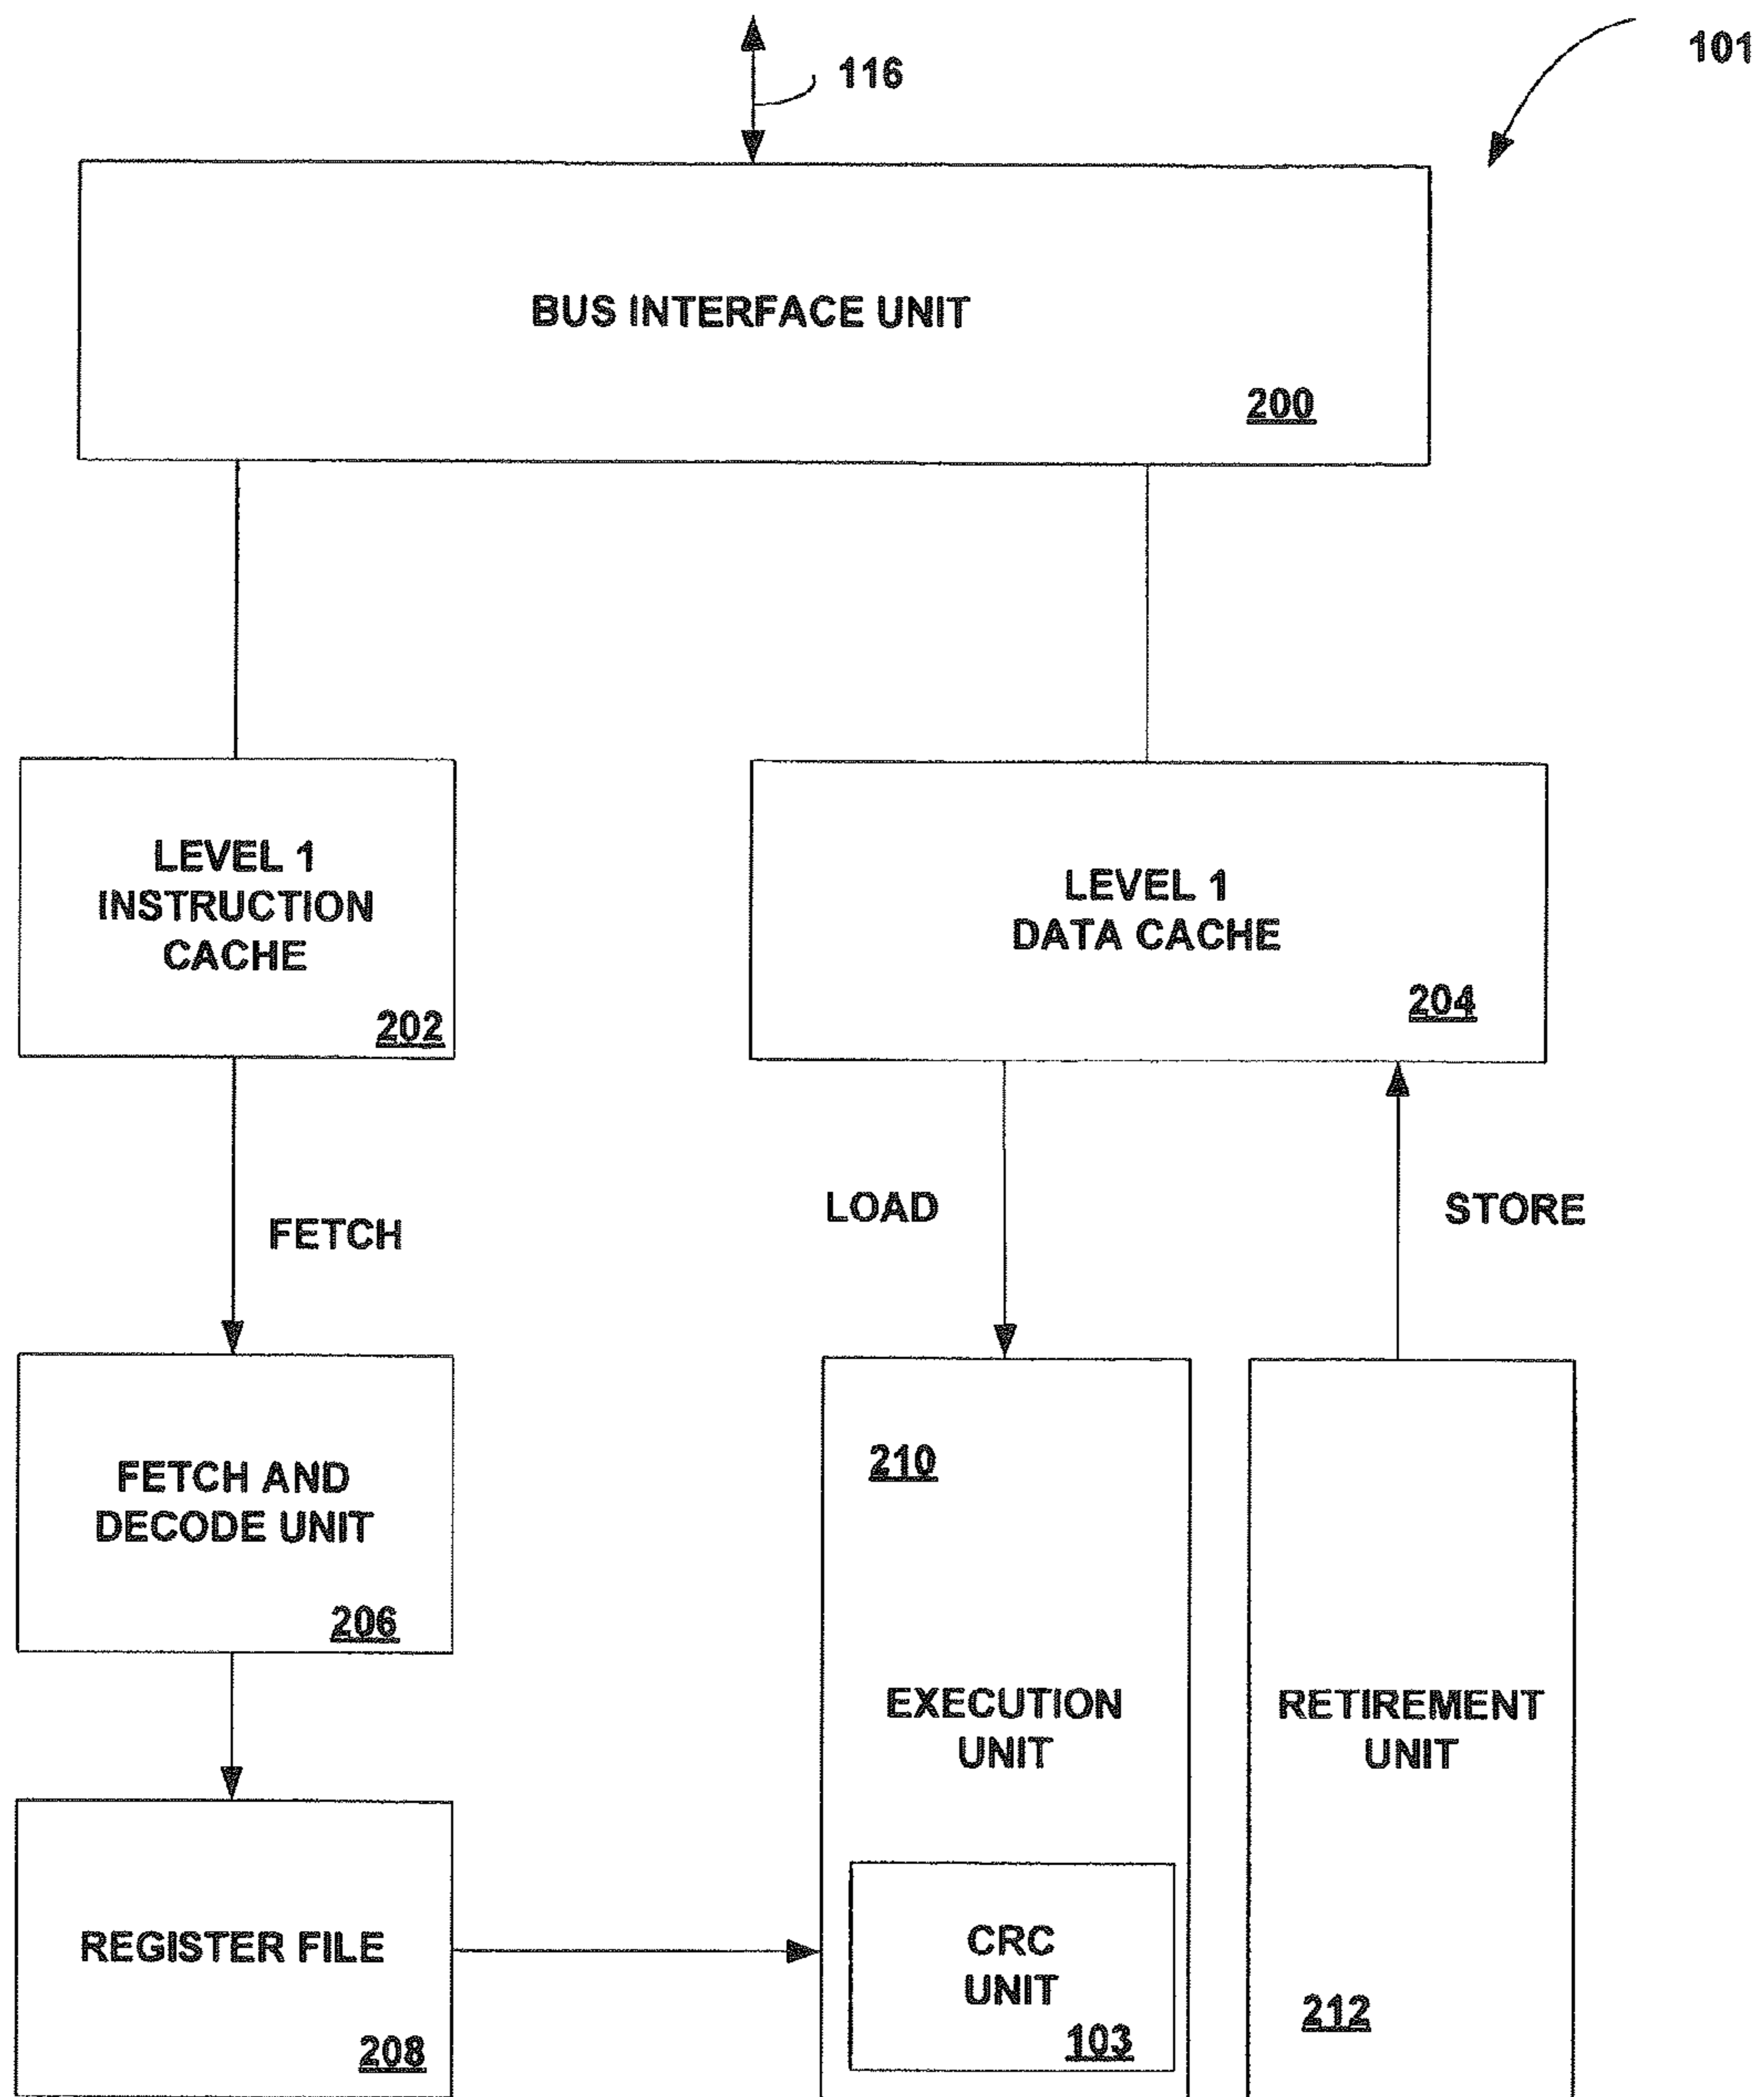 116
101
BUS INTERFACE UNIT
200
LEVEL 1
INSTRUCTION
CACHE
202
LEVEL 1
DATA CACHE
204
FETCH
LOAD
STORE
FETCH AND
DECODE UNIT
206
210
EXECUTION
UNIT
RETIREMENT
UNIT
REGISTER FILE
208
CRC
UNIT
103
212